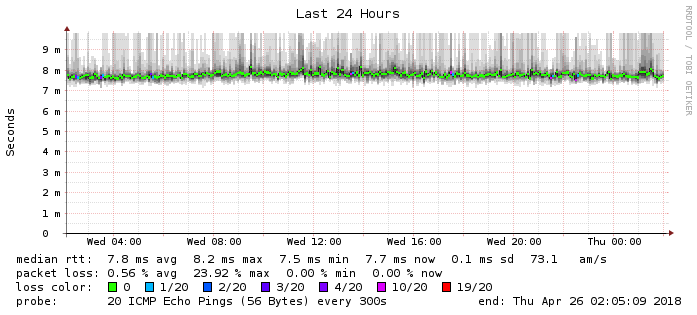 Last 24 Hours
RRDTOOL / TOBI OETIKER
Seconds
9 m
8 m
7 m
6 m
5 m
4 m
3 m
2 m
1 m
0
Wed 04:00 Wed 08:00 Wed 12:00 Wed 16:00 Wed 20:00 Thu 00:00
median rtt: 7.8 ms avg 8.2 ms max 7.5 ms min 7.7 ms now 0.1 ms sd 73.1 am/s
packet loss: 0.56 % avg 23.92 % max 0.00 % min 0.00 % now
loss color: 0 1/20 2/20 3/20 4/20 10/20 19/20
probe: 20 ICMP Echo Pings (56 Bytes) every 300s end: Thu Apr 26 02:05:09 2018